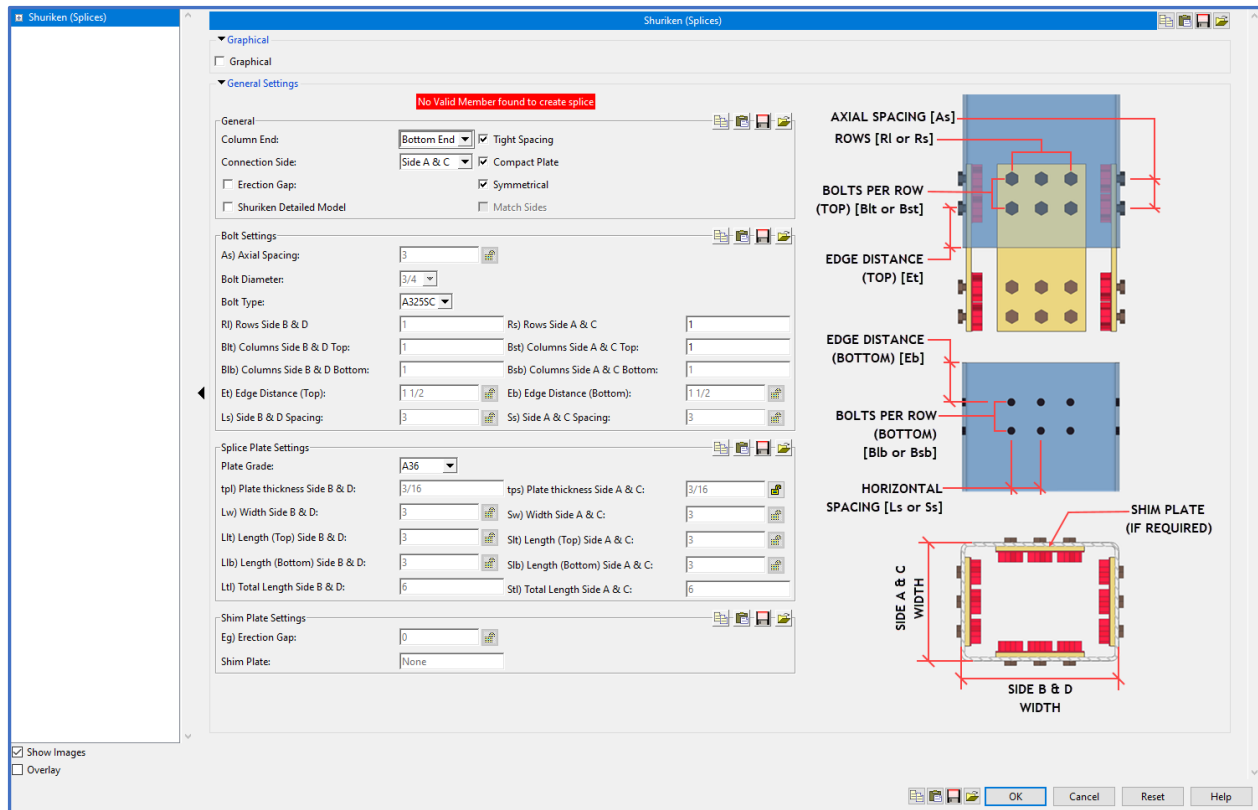 Shuriken (Splices)
Shuriken (Splices)
Graphical
Graphical
General Settings
No Valid Member found to create splice
General
Column End: Bottom End Tight Spacing
Connection Side: Side A & C Compact Plate
Erection Gap: Symmetrical
Shuriken Detailed Model Match Sides
Bolt Settings
As) Axial Spacing: 3
Bolt Diameter: 3/4
Bolt Type: A325SC
Rl) Rows Side B & D 1 Rs) Rows Side A & C 1
Blt) Columns Side B & D Top: 1 Bst) Columns Side A & C Top: 1
Blb) Columns Side B & D Bottom: 1 Bsb) Columns Side A & C Bottom: 1
Et) Edge Distance (Top): 1 1/2 Eb) Edge Distance (Bottom): 1 1/2
Ls) Side B & D Spacing: 3 Ss) Side A & C Spacing: 3
Splice Plate Settings
Plate Grade: A36
tpl) Plate thickness Side B & D: 3/16 tps) Plate thickness Side A & C: 3/16
Lw) Width Side B & D: 3 Sw) Width Side A & C: 3
Llt) Length (Top) Side B & D: 3 Slt) Length (Top) Side A & C: 3
Llb) Length (Bottom) Side B & D: 3 Slb) Length (Bottom) Side A & C: 3
Ltl) Total Length Side B & D: 6 Stl) Total Length Side A & C: 6
Shim Plate Settings
Eg) Erection Gap: 0
Shim Plate: None
AXIAL SPACING [As]
ROWS [Rl or Rs]
BOLTS PER ROW
(TOP) [Blt or Bst]
EDGE DISTANCE
(TOP) [Et]
EDGE DISTANCE
(BOTTOM) [Eb]
BOLTS PER ROW
(BOTTOM)
[Blb or Bsb]
HORIZONTAL
SPACING [Ls or Ss]
SHIM PLATE
(IF REQUIRED)
SIDE A & C
WIDTH
SIDE B & D
WIDTH
Show Images
Overlay
OK Cancel Reset Help